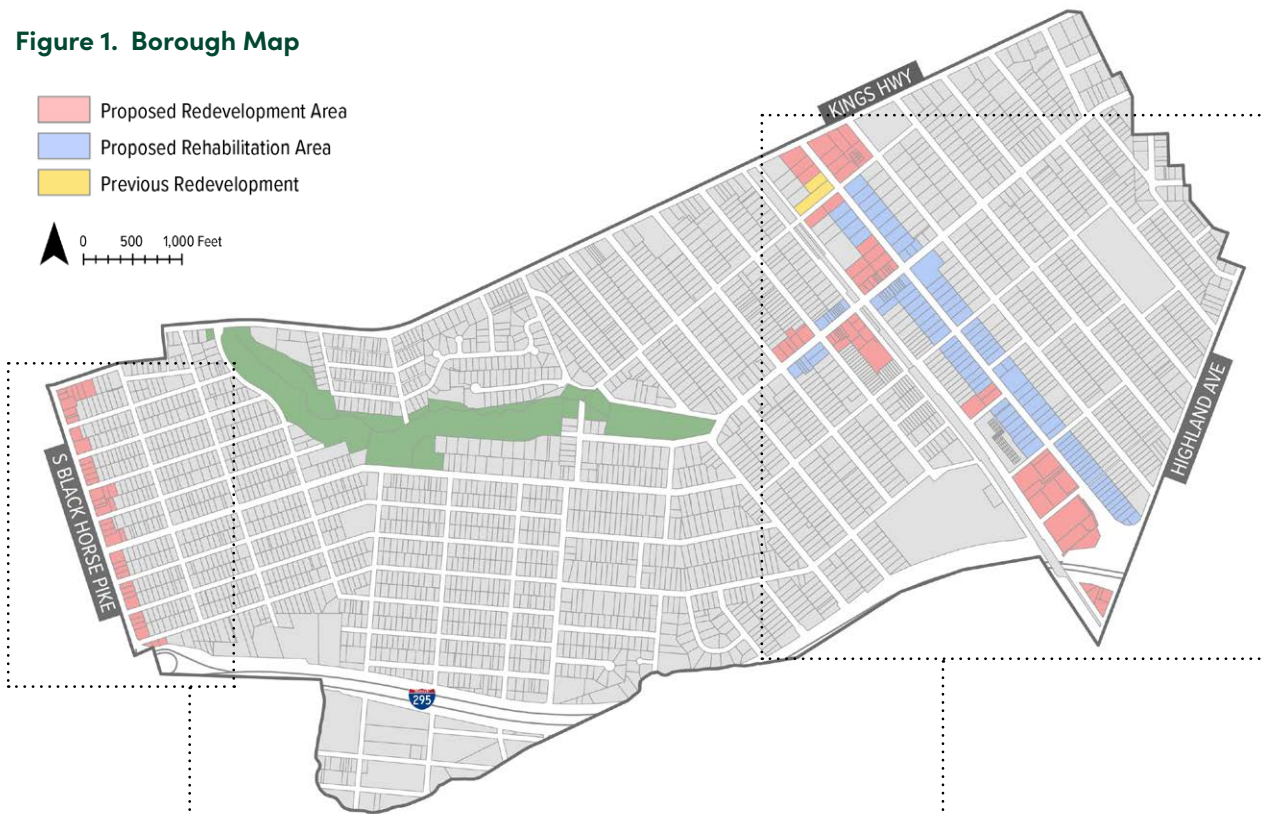 Figure 1. Borough Map
Proposed Redevelopment Area
Proposed Rehabilitation Area
Previous Redevelopment
0 500 1,000 Feet
KINGS HWY
HIGHLAND AVE
S BLACK HORSE PIKE
295